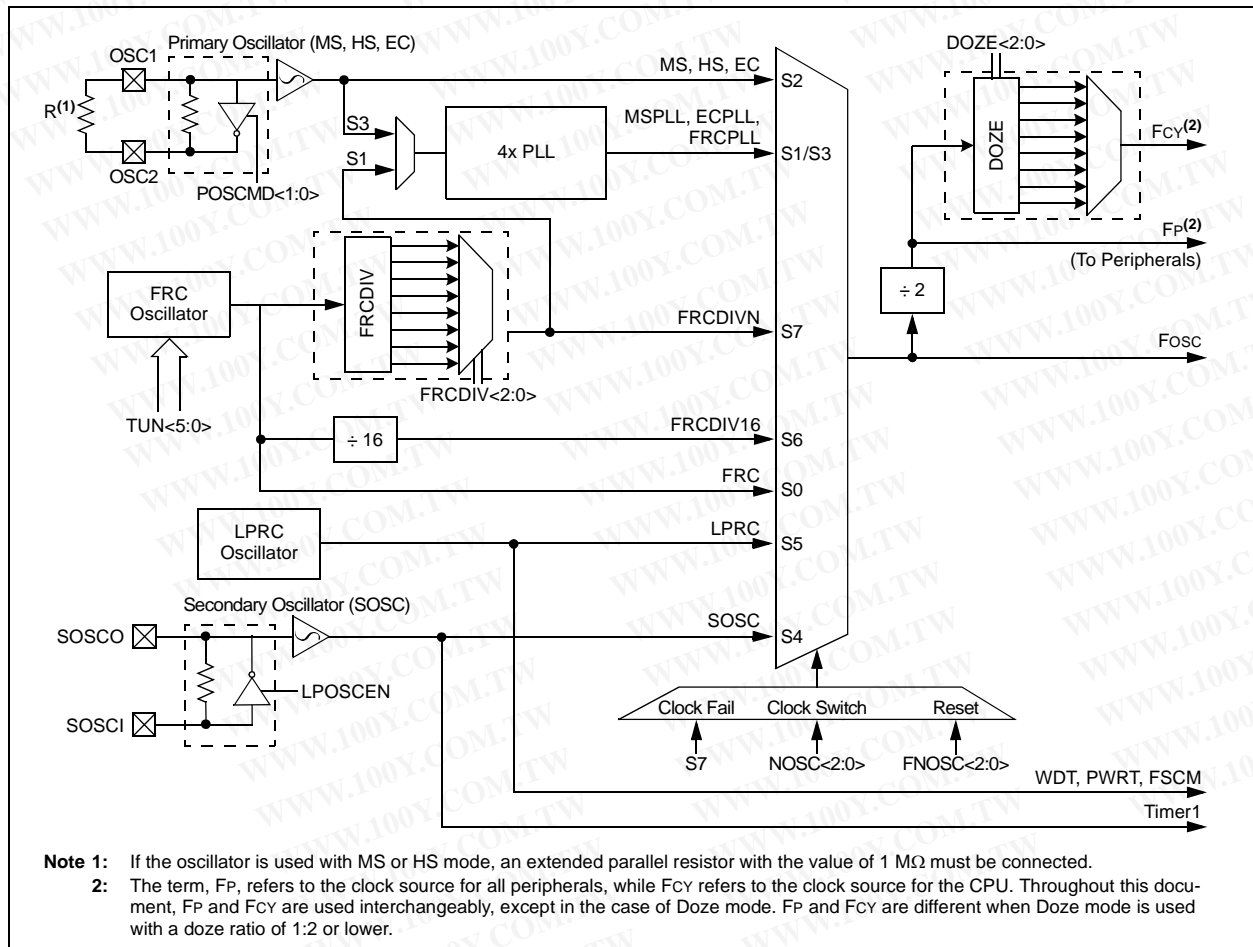 Primary Oscillator (MS, HS, EC)
DOZE<2:0>
OSC1
R(1)
OSC2
POSCMD<1:0>
MS, HS, EC
S2
MSPLL, ECPLL,
FRCPLL
S1/S3
S3
S1
4x PLL
DOZE
FCY(2)
FP(2)
(To Peripherals)
÷ 2
FRC
Oscillator
TUN<5:0>
FRCDIV
FRCDIV<2:0>
FRCDIVN
S7
FOSC
÷ 16
FRCDIV16
S6
FRC
S0
LPRC
Oscillator
LPRC
S5
Secondary Oscillator (SOSC)
SOSCO
SOSCI
LPOSCEN
SOSC
S4
Clock Fail
Clock Switch
Reset
S7
NOSC<2:0>
FNOSC<2:0>
WDT, PWRT, FSCM
Timer1
Note 1: If the oscillator is used with MS or HS mode, an extended parallel resistor with the value of 1 MΩ must be connected.
2: The term, FP, refers to the clock source for all peripherals, while FCY refers to the clock source for the CPU. Throughout this docu-
ment, FP and FCY are used interchangeably, except in the case of Doze mode. FP and FCY are different when Doze mode is used
with a doze ratio of 1:2 or lower.
WWW.100Y.COM.TW